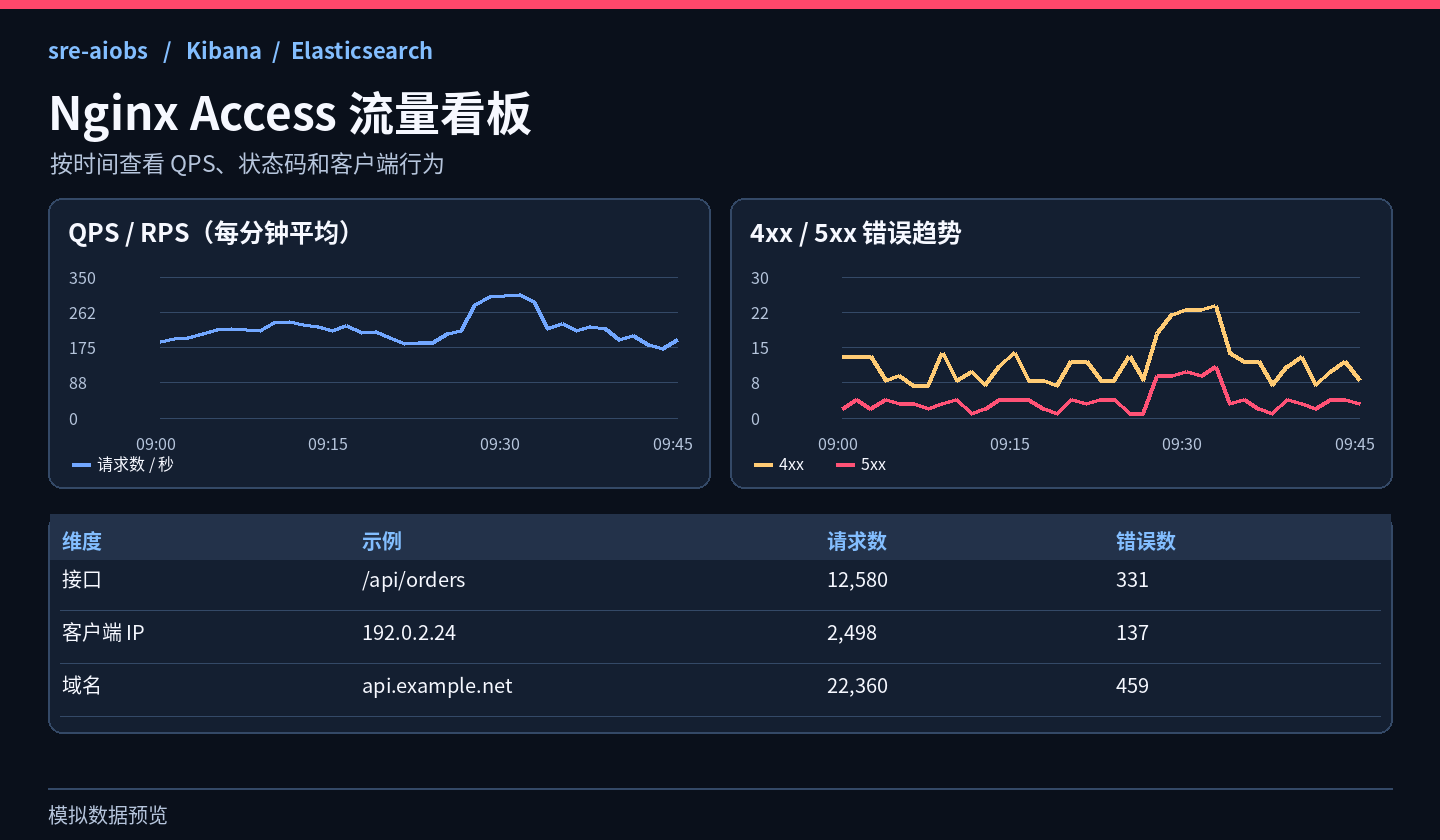 sre-aiobs / Kibana / Elasticsearch
Nginx Access 流量看板
按时间查看 QPS、状态码和客户端行为
QPS / RPS（每分钟平均）
350
262
175
88
0
09:00 09:15 09:30 09:45
请求数 / 秒
4xx / 5xx 错误趋势
30
22
15
8
0
09:00 09:15 09:30 09:45
4xx 5xx
维度 示例 请求数 错误数
接口 /api/orders 12,580 331
客户端 IP 192.0.2.24 2,498 137
域名 api.example.net 22,360 459
模拟数据预览